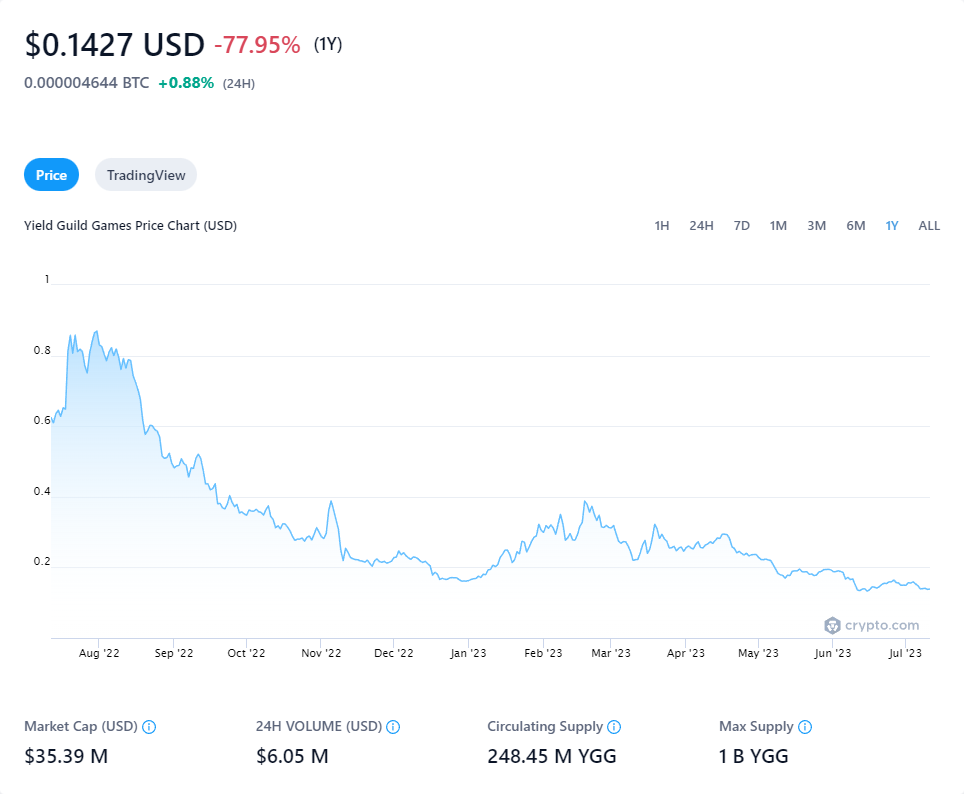 $0.1427 USD -77.95% (1Y)
0.000004644 BTC +0.88% (24H)
Price TradingView
Yield Guild Games Price Chart (USD) 1H 24H 7D 1M 3M 6M 1Y ALL
1
0.8
0.6
0.4
0.2
crypto.com
Aug '22 Sep '22 Oct '22 Nov '22 Dec '22 Jan '23 Feb '23 Mar '23 Apr '23 May '23 Jun '23 Jul '23
Market Cap (USD) 24H VOLUME (USD) Circulating Supply Max Supply
$35.39 M $6.05 M 248.45 M YGG 1 B YGG